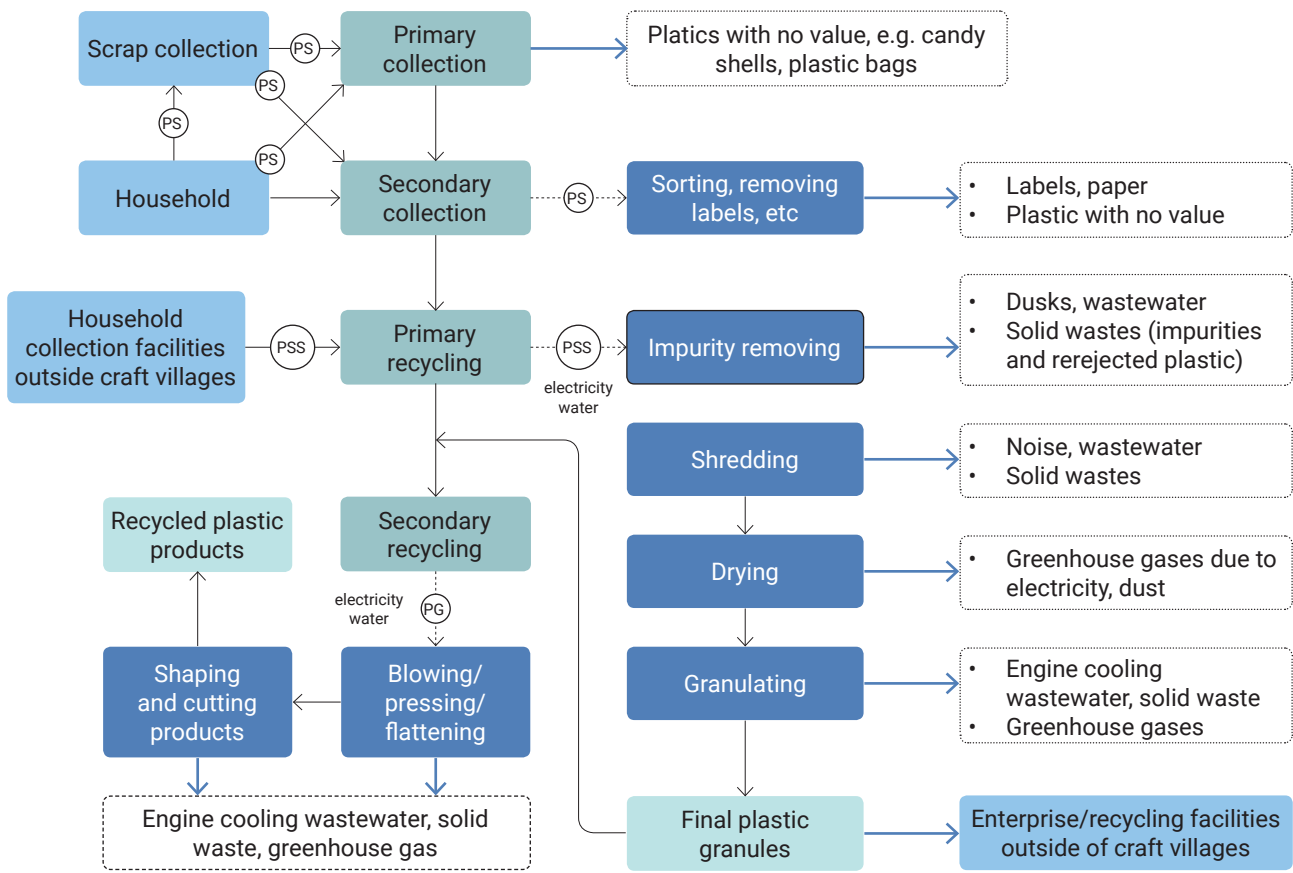 Scrap collection
PS
Primary
collection
Platics with no value, e.g. candy
shells, plastic bags
PS
PS
PS
Household
Secondary
collection
PS
Sorting, removing
labels, etc
• Labels, paper
• Plastic with no value
Household
collection facilities
outside craft villages
PSS
Primary
recycling
PSS
electricity
water
Impurity removing
• Dusks, wastewater
• Solid wastes (impurities
and rerejected plastic)
Shredding
• Noise, wastewater
• Solid wastes
Recycled plastic
products
Secondary
recycling
Drying
• Greenhouse gases due to
electricity, dust
electricity
water
PG
Shaping
and cutting
products
Blowing/
pressing/
flattening
Granulating
• Engine cooling
wastewater, solid waste
• Greenhouse gases
Engine cooling wastewater, solid
waste, greenhouse gas
Final plastic
granules
Enterprise/recycling facilities
outside of craft villages